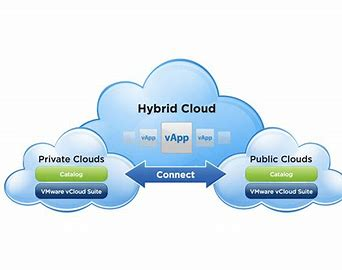 Hybrid Cloud
vApp vApp vApp
Private Clouds
Catalog
VMware vCloud Suite
Connect
Public Clouds
Catalog
VMware vCloud Suite